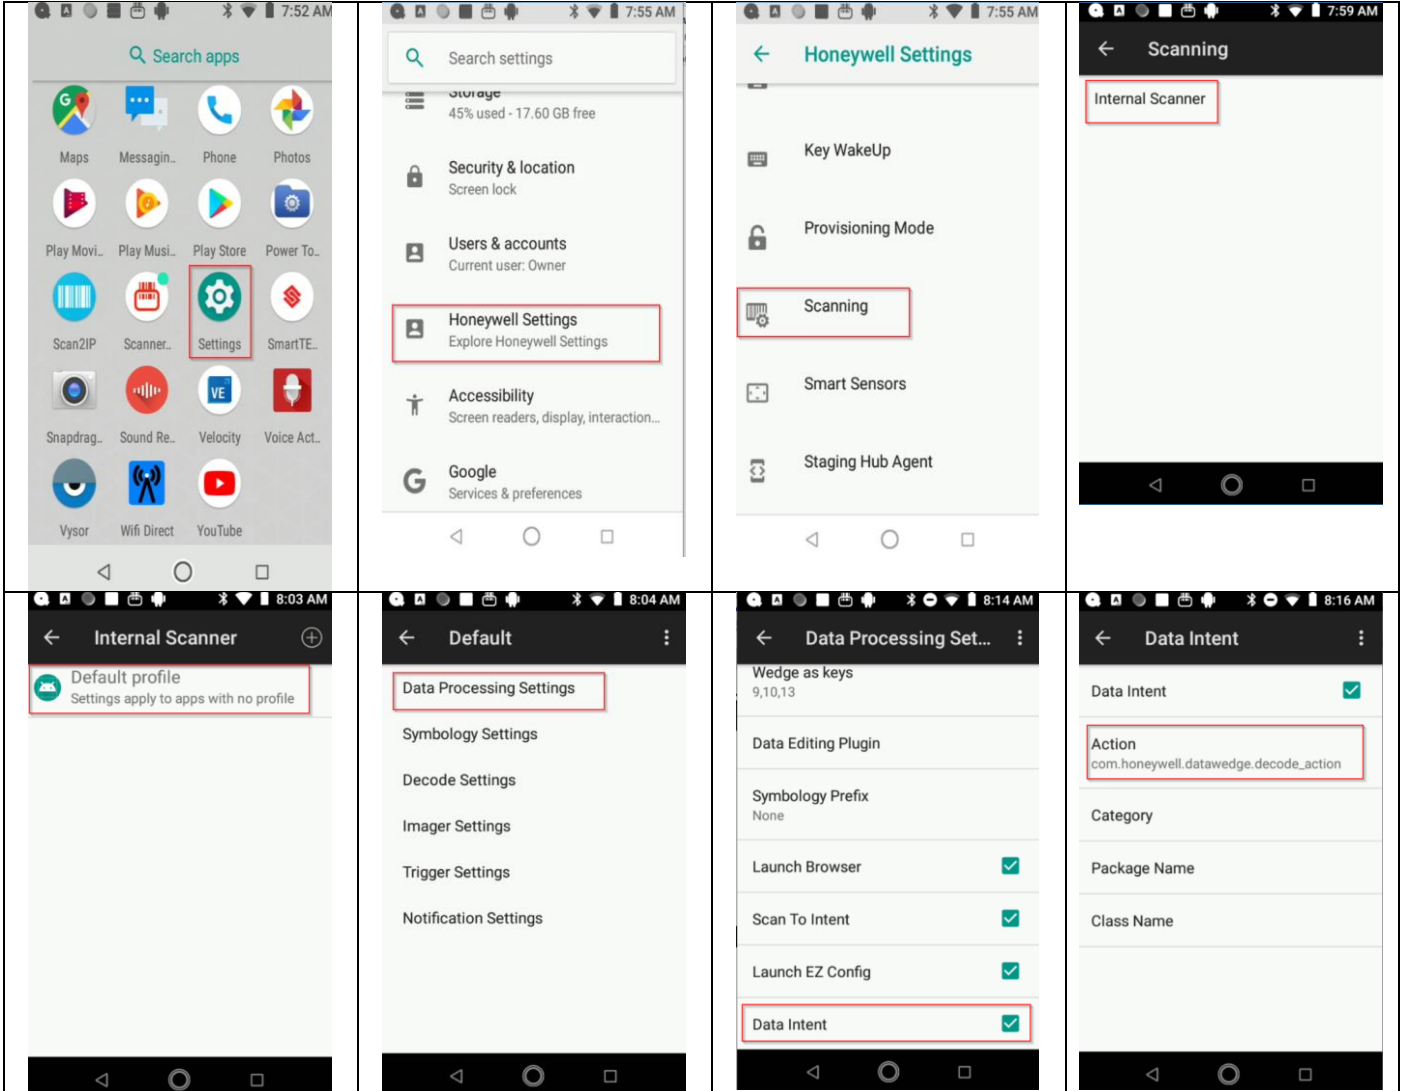 7:52 AM
Search apps
Maps
Messagin..
Phone
Photos
Play Movi..
Play Musi..
Play Store
Power To..
Scan2IP
Scanner..
Settings
SmartTE..
Snapdrag..
Sound Re..
Velocity
Voice Act..
Vysor
Wifi Direct
YouTube
7:55 AM
Search settings
Storage
45% used - 17.60 GB free
Security & location
Screen lock
Users & accounts
Current user: Owner
Honeywell Settings
Explore Honeywell Settings
Accessibility
Screen readers, display, interaction...
Google
Services & preferences
7:55 AM
Honeywell Settings
Key WakeUp
Provisioning Mode
Scanning
Smart Sensors
Staging Hub Agent
7:59 AM
Scanning
Internal Scanner
8:03 AM
Internal Scanner
Default profile
Settings apply to apps with no profile
8:04 AM
Default
Data Processing Settings
Symbology Settings
Decode Settings
Imager Settings
Trigger Settings
Notification Settings
8:14 AM
Data Processing Set...
Wedge as keys
9,10,13
Data Editing Plugin
Symbology Prefix
None
Launch Browser
Scan To Intent
Launch EZ Config
Data Intent
8:16 AM
Data Intent
Data Intent
Action
com.honeywell.datawedge.decode_action
Category
Package Name
Class Name